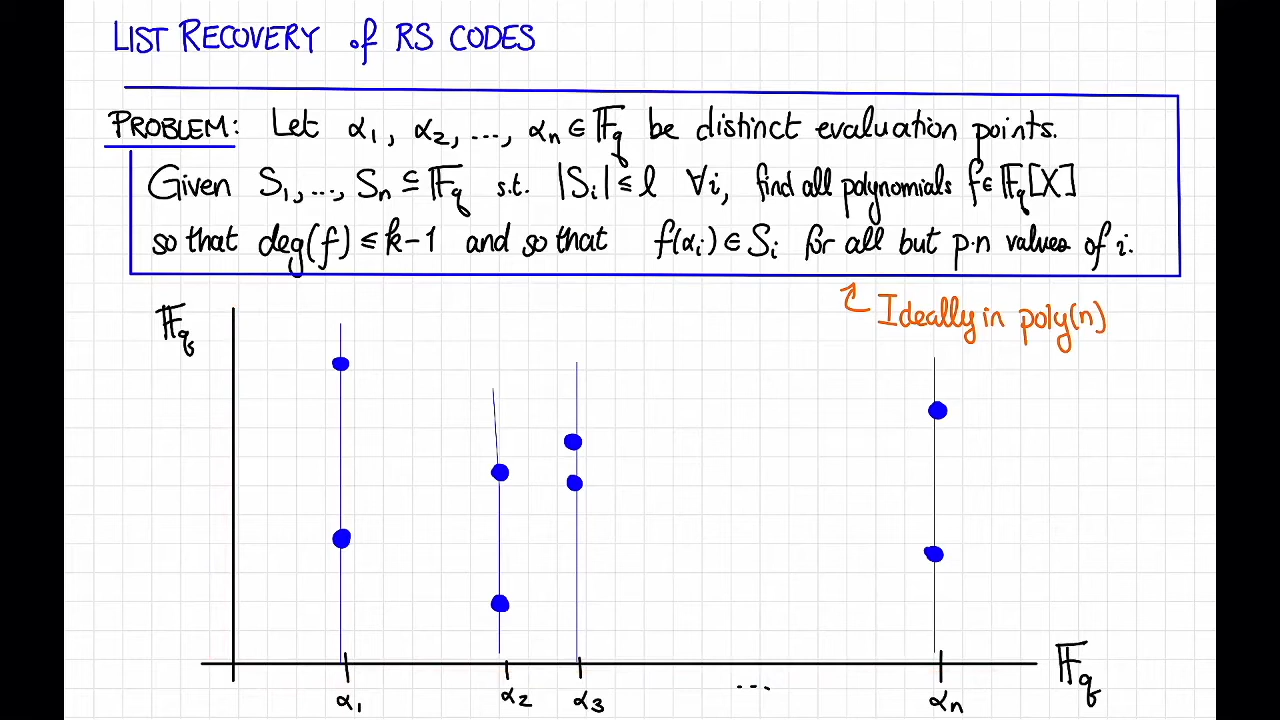 LIST RECOVERY of RS CODES
PROBLEM: Let α₁, α₂, ..., αₙ ∈ 𝔽q be distinct evaluation points.
Given S₁, ..., Sₙ ⊆ 𝔽q s.t. |Sᵢ| ≤ l ∀i, find all polynomials f ∈ 𝔽q[X]
so that deg(f) ≤ k-1 and so that f(αᵢ) ∈ Sᵢ for all but p·n values of i.
Ideally in poly(n)
𝔽q
𝔽q
α₁ α₂ α₃ ... αₙ